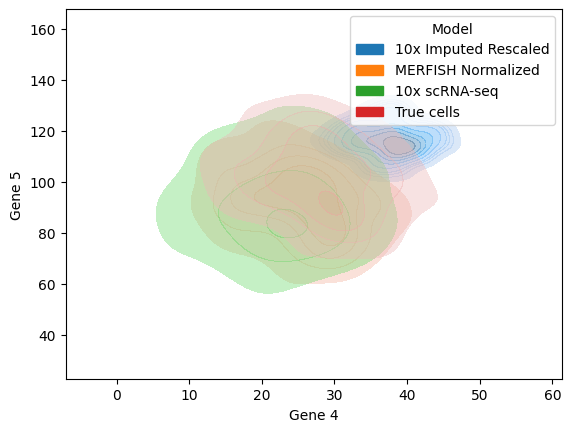 Model
10x Imputed Rescaled
MERFISH Normalized
10x scRNA-seq
True cells
160
140
120
100
80
60
40
Gene 5
0
10
20
30
40
50
60
Gene 4